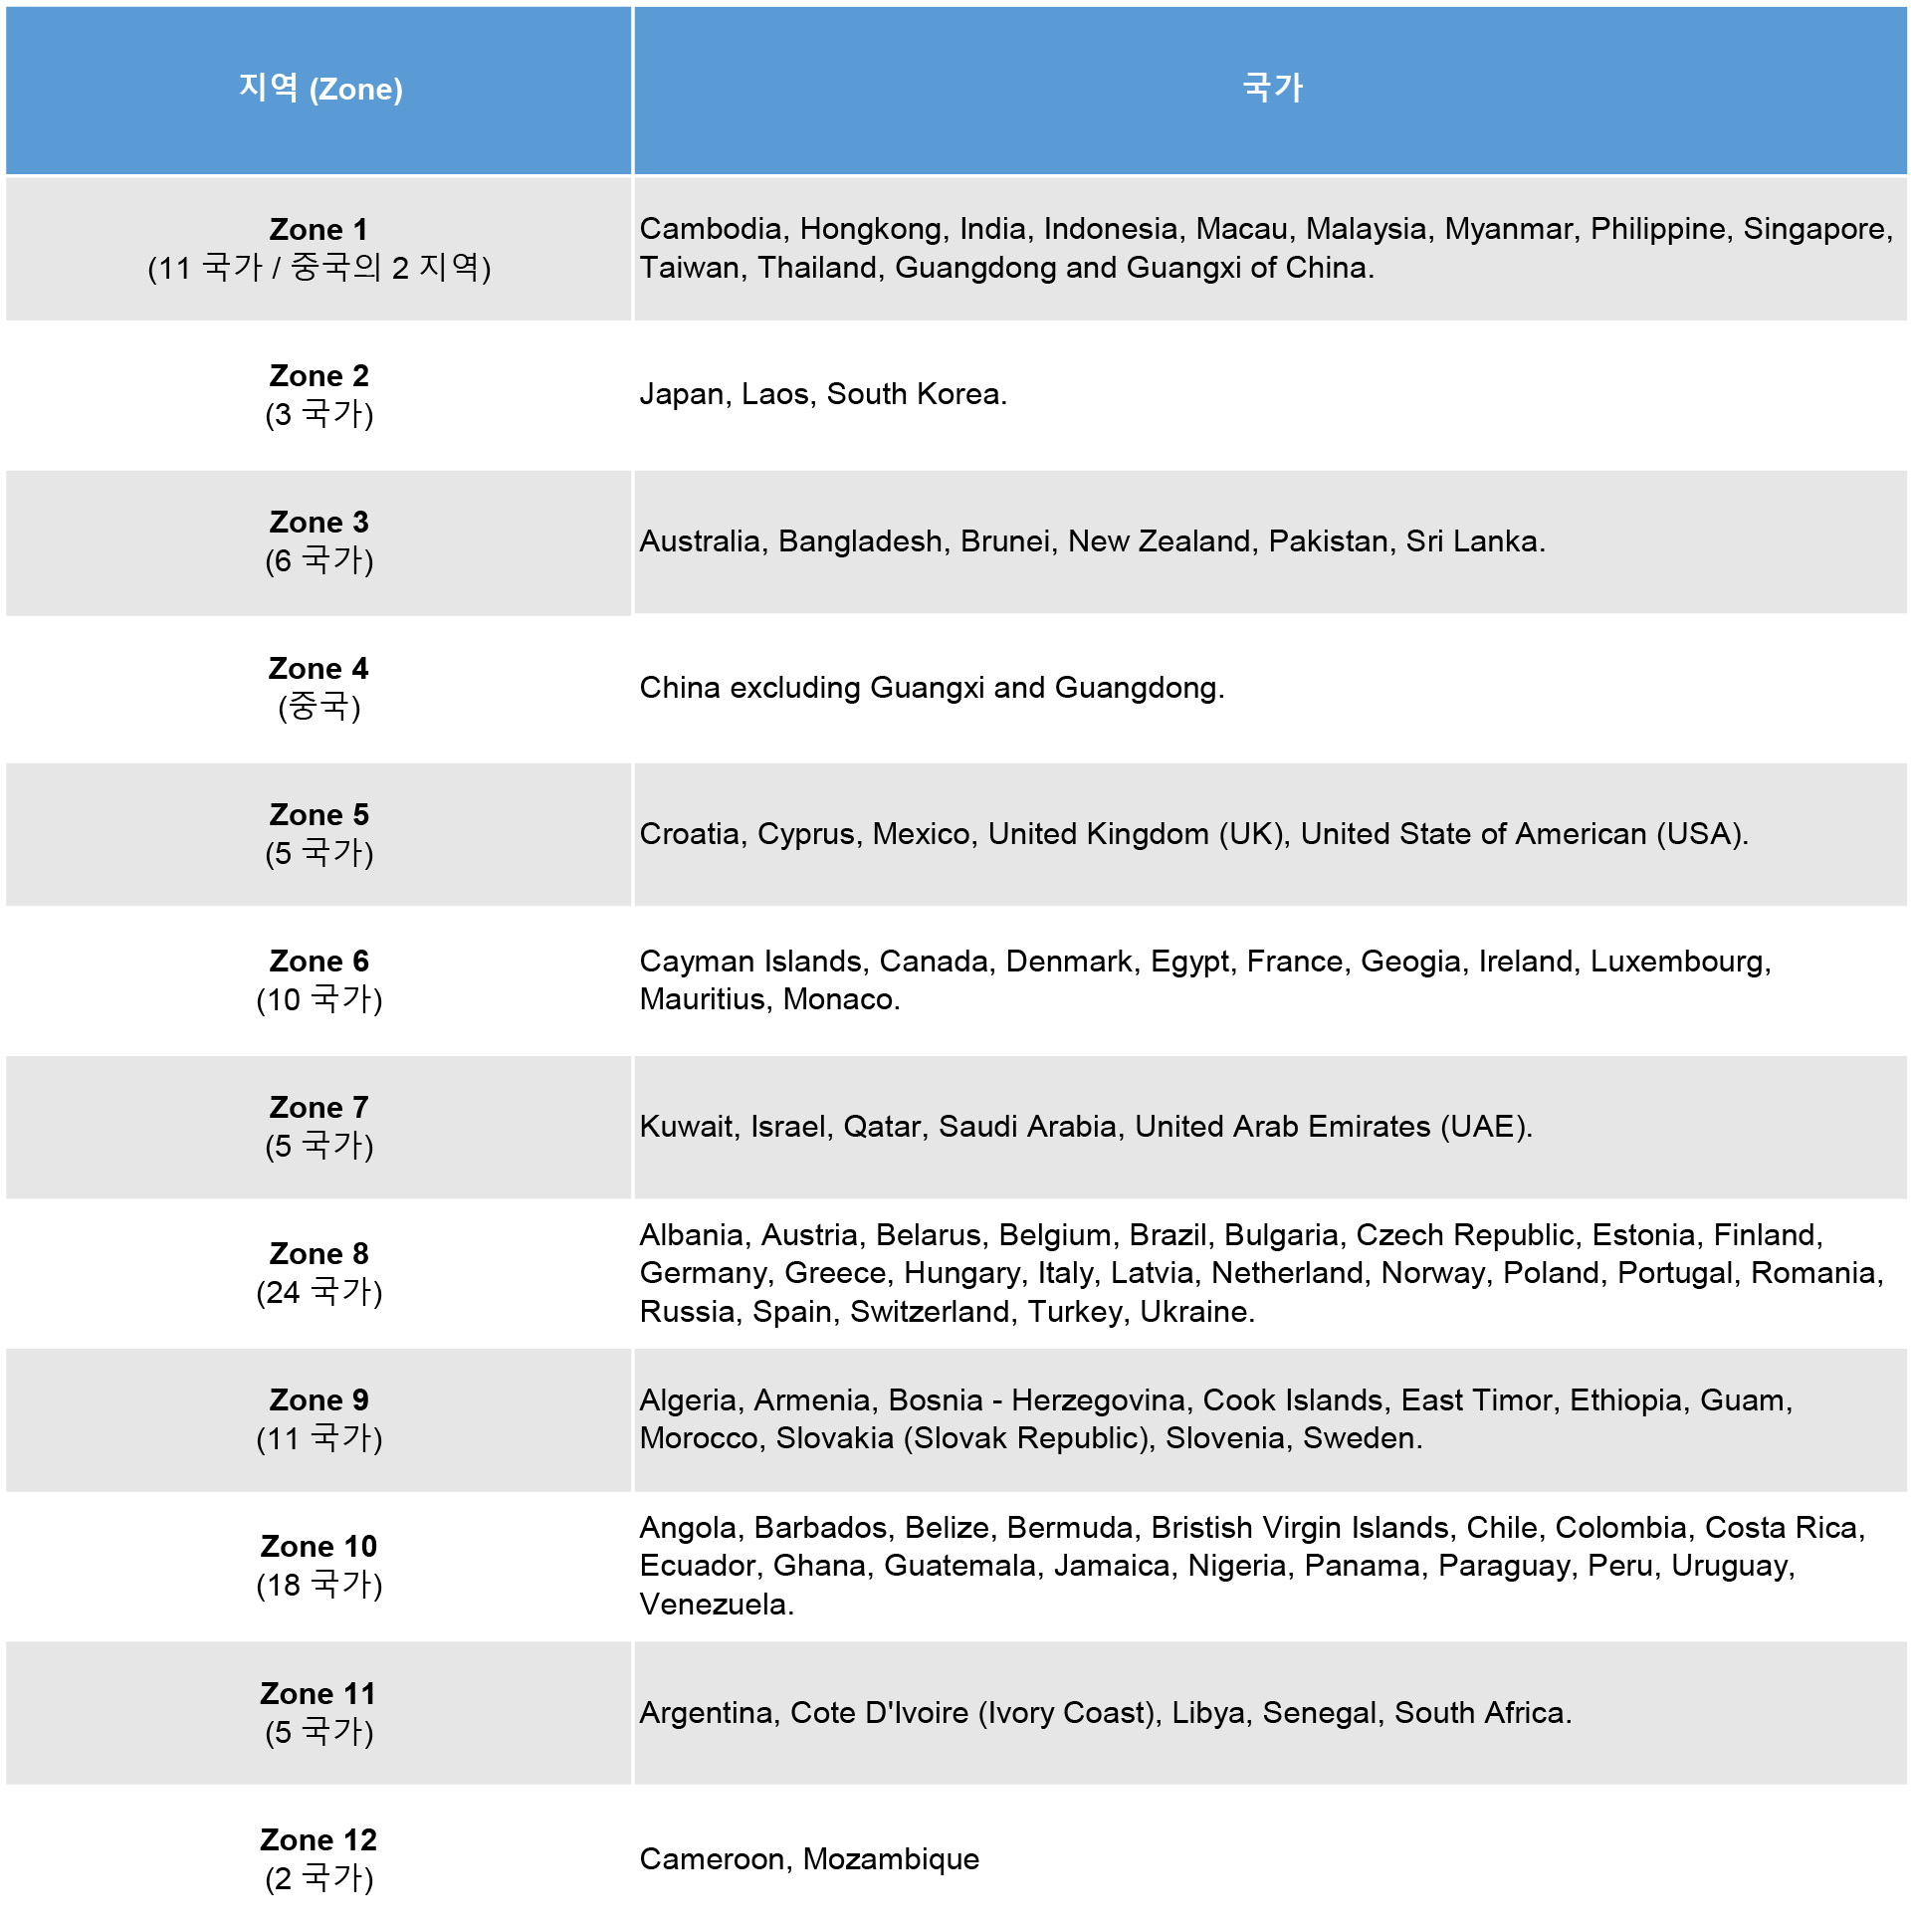 지역 (Zone)
국가
Zone 1
(11 국가 / 중국의 2 지역)
Cambodia, Hongkong, India, Indonesia, Macau, Malaysia, Myanmar, Philippine, Singapore,
Taiwan, Thailand, Guangdong and Guangxi of China.
Zone 2
(3 국가)
Japan, Laos, South Korea.
Zone 3
(6 국가)
Australia, Bangladesh, Brunei, New Zealand, Pakistan, Sri Lanka.
Zone 4
(중국)
China excluding Guangxi and Guangdong.
Zone 5
(5 국가)
Croatia, Cyprus, Mexico, United Kingdom (UK), United State of American (USA).
Zone 6
(10 국가)
Cayman Islands, Canada, Denmark, Egypt, France, Geogia, Ireland, Luxembourg,
Mauritius, Monaco.
Zone 7
(5 국가)
Kuwait, Israel, Qatar, Saudi Arabia, United Arab Emirates (UAE).
Zone 8
(24 국가)
Albania, Austria, Belarus, Belgium, Brazil, Bulgaria, Czech Republic, Estonia, Finland,
Germany, Greece, Hungary, Italy, Latvia, Netherland, Norway, Poland, Portugal, Romania,
Russia, Spain, Switzerland, Turkey, Ukraine.
Zone 9
(11 국가)
Algeria, Armenia, Bosnia - Herzegovina, Cook Islands, East Timor, Ethiopia, Guam,
Morocco, Slovakia (Slovak Republic), Slovenia, Sweden.
Zone 10
(18 국가)
Angola, Barbados, Belize, Bermuda, Bristish Virgin Islands, Chile, Colombia, Costa Rica,
Ecuador, Ghana, Guatemala, Jamaica, Nigeria, Panama, Paraguay, Peru, Uruguay,
Venezuela.
Zone 11
(5 국가)
Argentina, Cote D'Ivoire (Ivory Coast), Libya, Senegal, South Africa.
Zone 12
(2 국가)
Cameroon, Mozambique